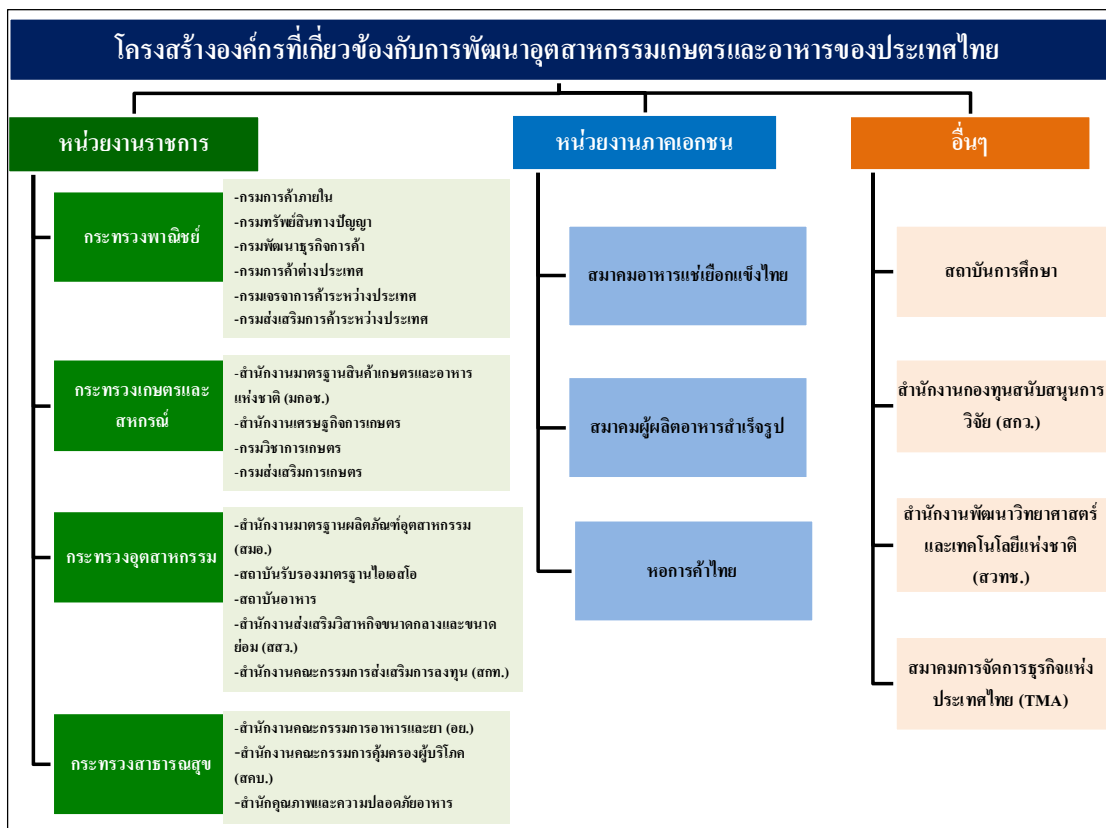 โครงสร้างองค์กรที่เกี่ยวข้องกับการพัฒนาอุตสาหกรรมเกษตรและอาหารของประเทศไทย
หน่วยงานราชการ
กระทรวงพาณิชย์
-กรมการค้าภายใน
-กรมทรัพย์สินทางปัญญา
-กรมพัฒนาธุรกิจการค้า
-กรมการค้าต่างประเทศ
-กรมเจรจาการค้าระหว่างประเทศ
-กรมส่งเสริมการค้าระหว่างประเทศ
กระทรวงเกษตรและ
สหกรณ์
-สำนักงานมาตรฐานสินค้าเกษตรและอาหาร
แห่งชาติ (มกอช.)
-สำนักงานเศรษฐกิจการเกษตร
-กรมวิชาการเกษตร
-กรมส่งเสริมการเกษตร
กระทรวงอุตสาหกรรม
-สำนักงานมาตรฐานผลิตภัณฑ์อุตสาหกรรม
(สมอ.)
-สถาบันรับรองมาตรฐานไอเอสโอ
-สถาบันอาหาร
-สำนักงานส่งเสริมวิสาหกิจขนาดกลางและขนาด
ย่อม (สสว.)
-สำนักงานคณะกรรมการส่งเสริมการลงทุน (สกท.)
กระทรวงสาธารณสุข
-สำนักงานคณะกรรมการอาหารและยา (อย.)
-สำนักงานคณะกรรมการคุ้มครองผู้บริโภค
(สคบ.)
-สำนักคุณภาพและความปลอดภัยอาหาร
หน่วยงานภาคเอกชน
สมาคมอาหารแช่เยือกแข็งไทย
สมาคมผู้ผลิตอาหารสำเร็จรูป
หอการค้าไทย
อื่นๆ
สถาบันการศึกษา
สำนักงานกองทุนสนับสนุนการ
วิจัย (สกว.)
สำนักงานพัฒนาวิทยาศาสตร์
และเทคโนโลยีแห่งชาติ
(สวทช.)
สมาคมการจัดการธุรกิจแห่ง
ประเทศไทย (TMA)